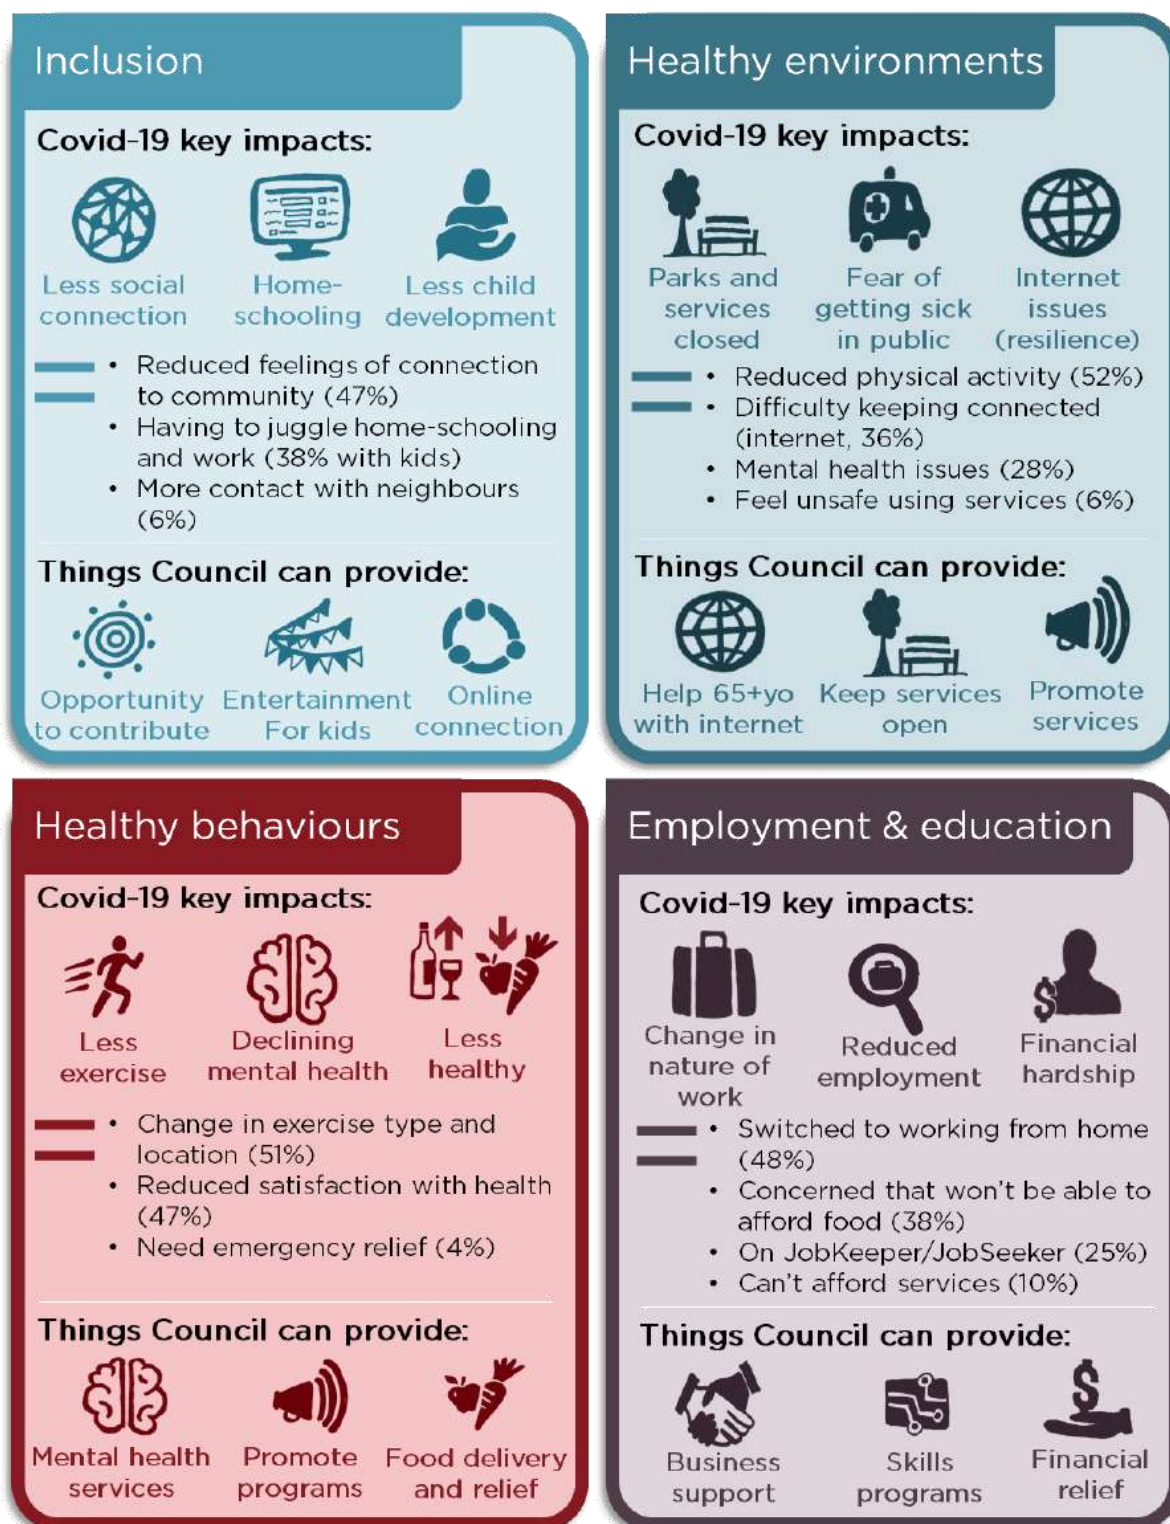 Inclusion
Covid-19 key impacts:
Less social
connection
Home-
schooling
Less child
development
• Reduced feelings of connection
to community (47%)
• Having to juggle home-schooling
and work (38% with kids)
• More contact with neighbours
(6%)
Things Council can provide:
Opportunity
to contribute
Entertainment
For kids
Online
connection
Healthy environments
Covid-19 key impacts:
Parks and
services
closed
Fear of
getting sick
in public
Internet
issues
(resilience)
• Reduced physical activity (52%)
• Difficulty keeping connected
(internet, 36%)
• Mental health issues (28%)
• Feel unsafe using services (6%)
Things Council can provide:
Help 65+yo
with internet
Keep services
open
Promote
services
Healthy behaviours
Covid-19 key impacts:
Less
exercise
Declining
mental health
Less
healthy
• Change in exercise type and
location (51%)
• Reduced satisfaction with health
(47%)
• Need emergency relief (4%)
Things Council can provide:
Mental health
services
Promote
programs
Food delivery
and relief
Employment & education
Covid-19 key impacts:
Change in
nature of
work
Reduced
employment
$
Financial
hardship
• Switched to working from home
(48%)
• Concerned that won't be able to
afford food (38%)
• On JobKeeper/JobSeeker (25%)
• Can't afford services (10%)
Things Council can provide:
Business
support
Skills
programs
$
Financial
relief